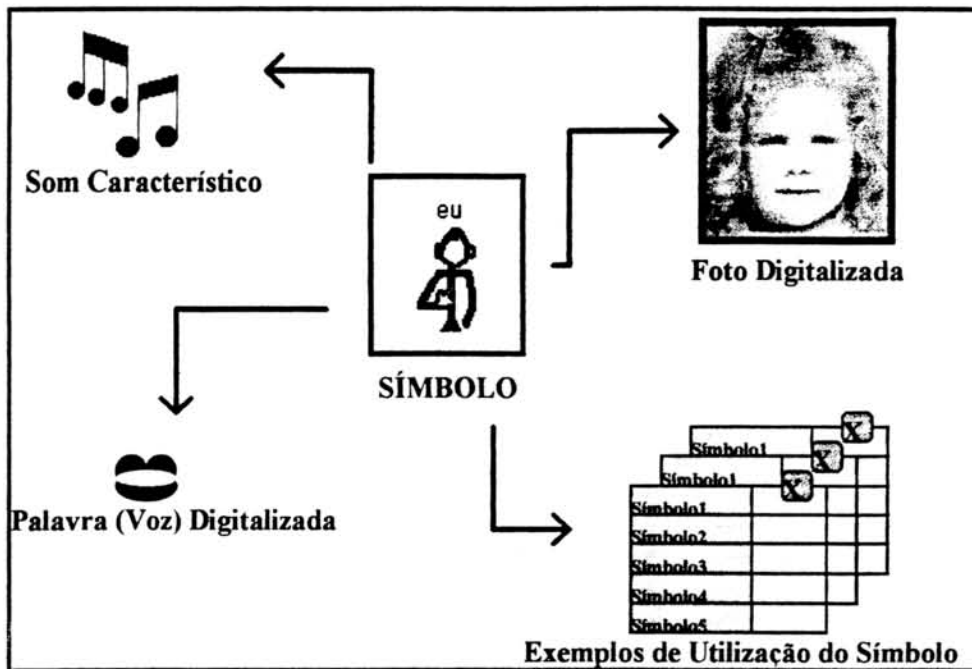 Som Característico
eu
Foto Digitalizada
SÍMBOLO
Palavra (Voz) Digitalizada
X
Símbolo1
X
Símbolo1
X
Símbolo1
Símbolo2
Símbolo3
Símbolo4
Símbolo5
Exemplos de Utilização do Símbolo